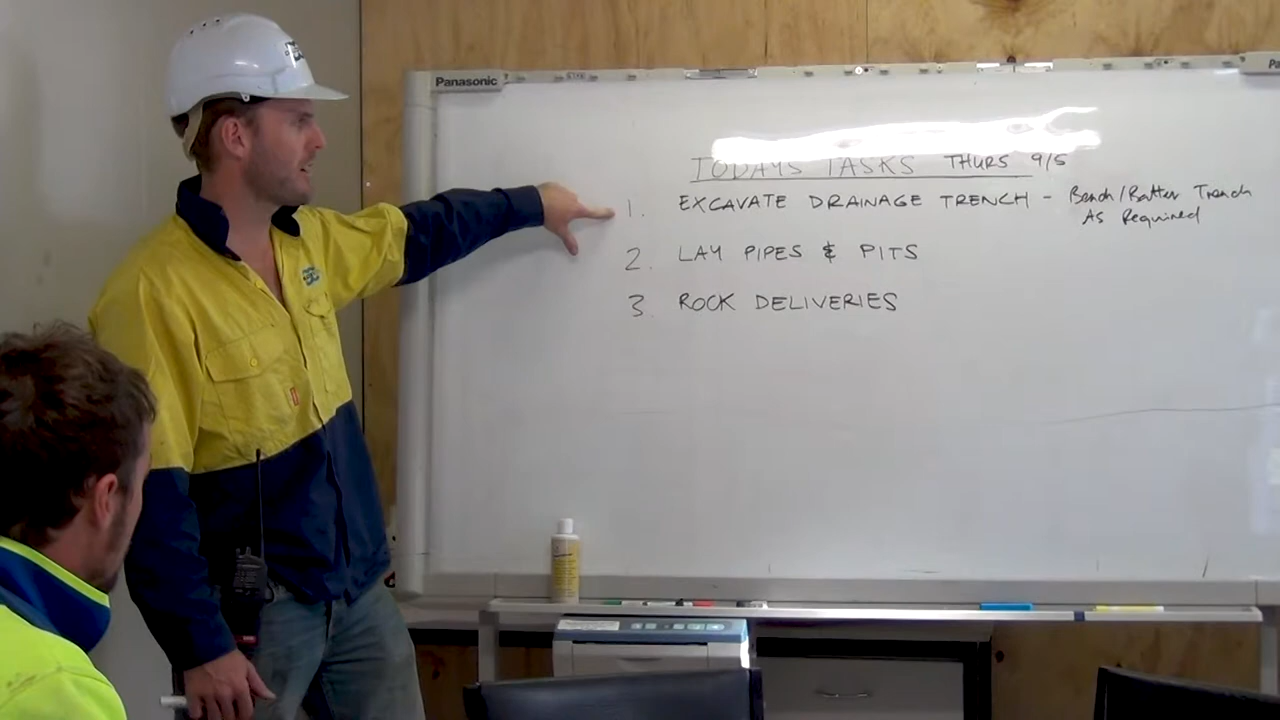 Panasonic
Pa
TODAYS TASKS THURS 9/5
1. EXCAVATE DRAINAGE TRENCH - Bench/Batter Trench
As Required
2. LAY PIPES & PITS
3. ROCK DELIVERIES